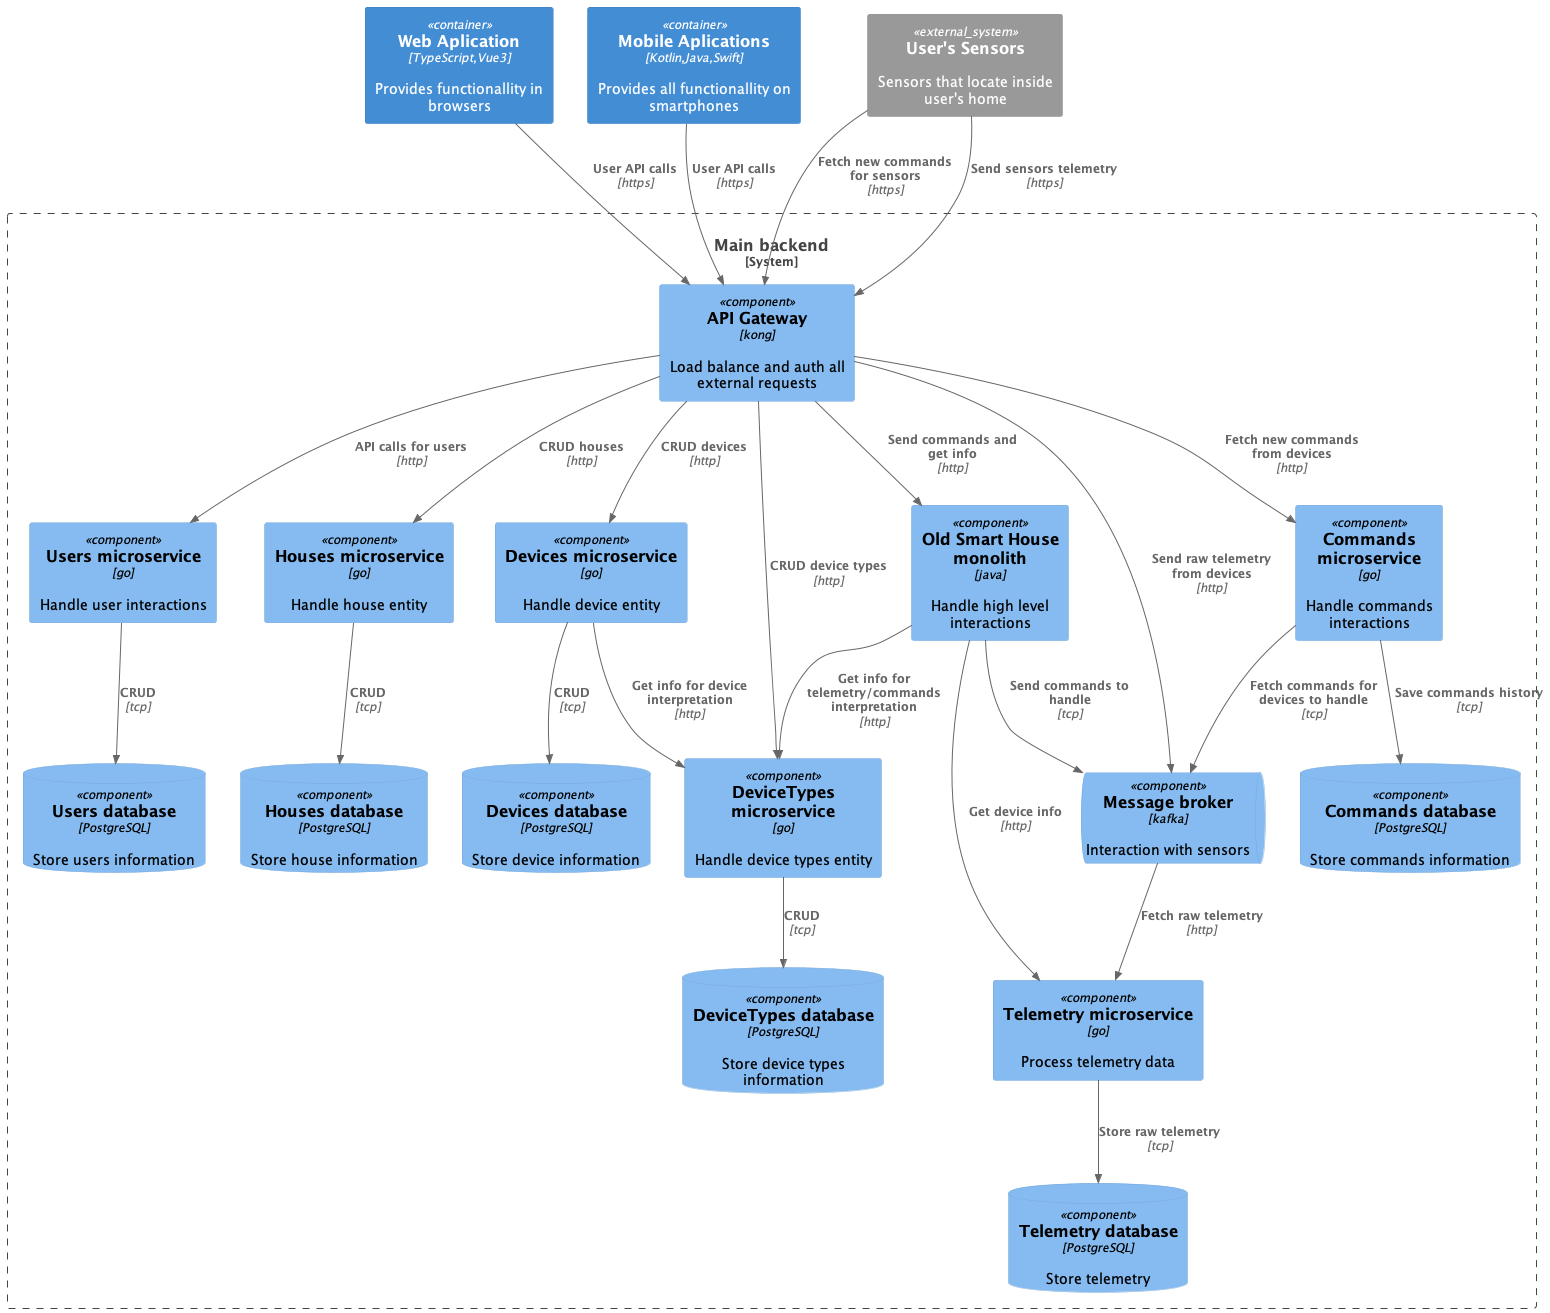 «container»
Web Aplication
[TypeScript,Vue3]
Provides functionallity in
browsers
«container»
Mobile Aplications
[Kotlin,Java,Swift]
Provides all functionallity on
smartphones
«external_system»
User's Sensors
Sensors that locate inside
user's home
User API calls
[https]
User API calls
[https]
Fetch new commands
for sensors
[https]
Send sensors telemetry
[https]
Main backend
[System]
«component»
API Gateway
[kong]
Load balance and auth all
external requests
API calls for users
[http]
CRUD houses
[http]
CRUD devices
[http]
Send commands and
get info
[http]
Fetch new commands
from devices
[http]
«component»
Users microservice
[go]
Handle user interactions
«component»
Houses microservice
[go]
Handle house entity
«component»
Devices microservice
[go]
Handle device entity
CRUD device types
[http]
«component»
Old Smart House
monolith
[java]
Handle high level
interactions
Send raw telemetry
from devices
[http]
«component»
Commands
microservice
[go]
Handle commands
interactions
CRUD
[tcp]
CRUD
[tcp]
CRUD
[tcp]
Get info for device
interpretation
[http]
Get info for
telemetry/commands
interpretation
[http]
Send commands to
handle
[tcp]
Fetch commands for
devices to handle
[tcp]
Save commands history
[tcp]
«component»
Users database
[PostgreSQL]
Store users information
«component»
Houses database
[PostgreSQL]
Store house information
«component»
Devices database
[PostgreSQL]
Store device information
«component»
DeviceTypes
microservice
[go]
Handle device types entity
Get device info
[http]
«component»
Message broker
[kafka]
Interaction with sensors
«component»
Commands database
[PostgreSQL]
Store commands information
CRUD
[tcp]
Fetch raw telemetry
[http]
«component»
DeviceTypes database
[PostgreSQL]
Store device types
information
«component»
Telemetry microservice
[go]
Process telemetry data
Store raw telemetry
[tcp]
«component»
Telemetry database
[PostgreSQL]
Store telemetry